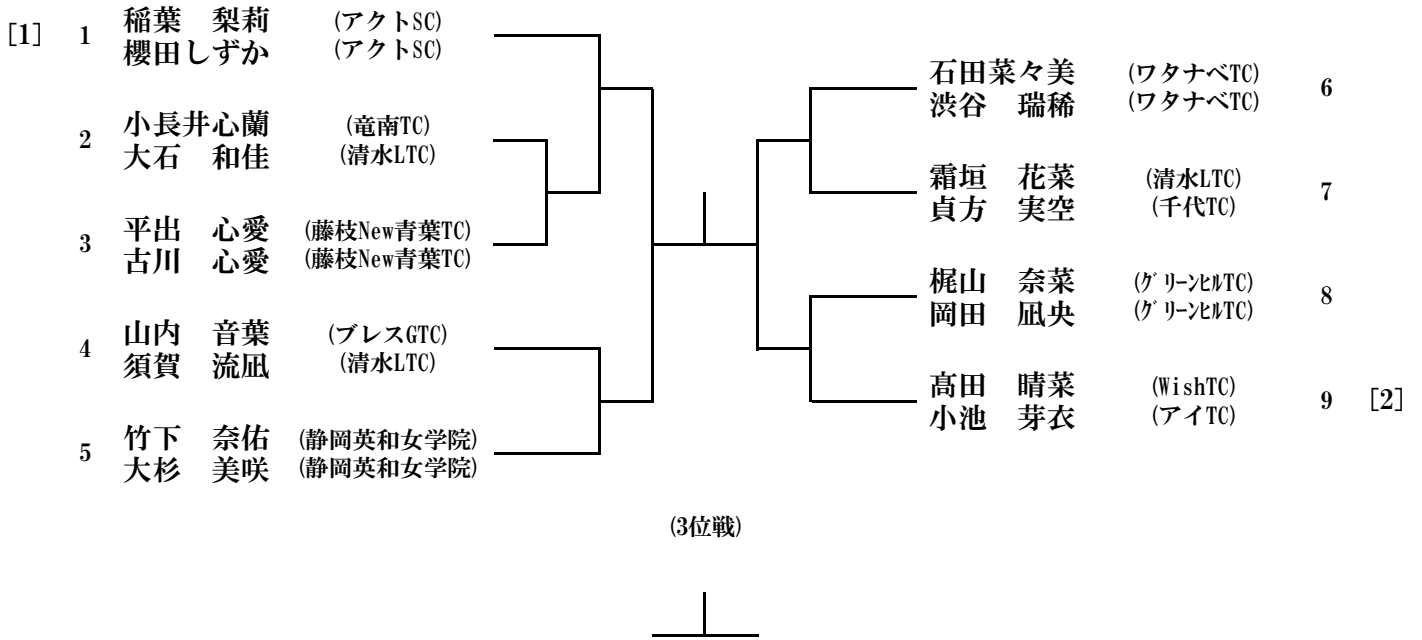 [1] 1 稲葉　梨莉 (アクトSC)
櫻田しずか (アクトSC)
2 小長井心蘭 (竜南TC)
大石　和佳 (清水LTC)
3 平出　心愛 (藤枝New青葉TC)
古川　心愛 (藤枝New青葉TC)
4 山内　音葉 (ブレスGTC)
須賀　流凪 (清水LTC)
5 竹下　奈佑 (静岡英和女学院)
大杉　美咲 (静岡英和女学院)
石田菜々美 (ワタナベTC) 6
渋谷　瑞稀 (ワタナベTC)
霜垣　花菜 (清水LTC) 7
貞方　実空 (千代TC)
梶山　奈菜 (グリーンヒルTC) 8
岡田　凪央 (グリーンヒルTC)
髙田　晴菜 (WishTC) 9 [2]
小池　芽衣 (アイTC)
(3位戦)